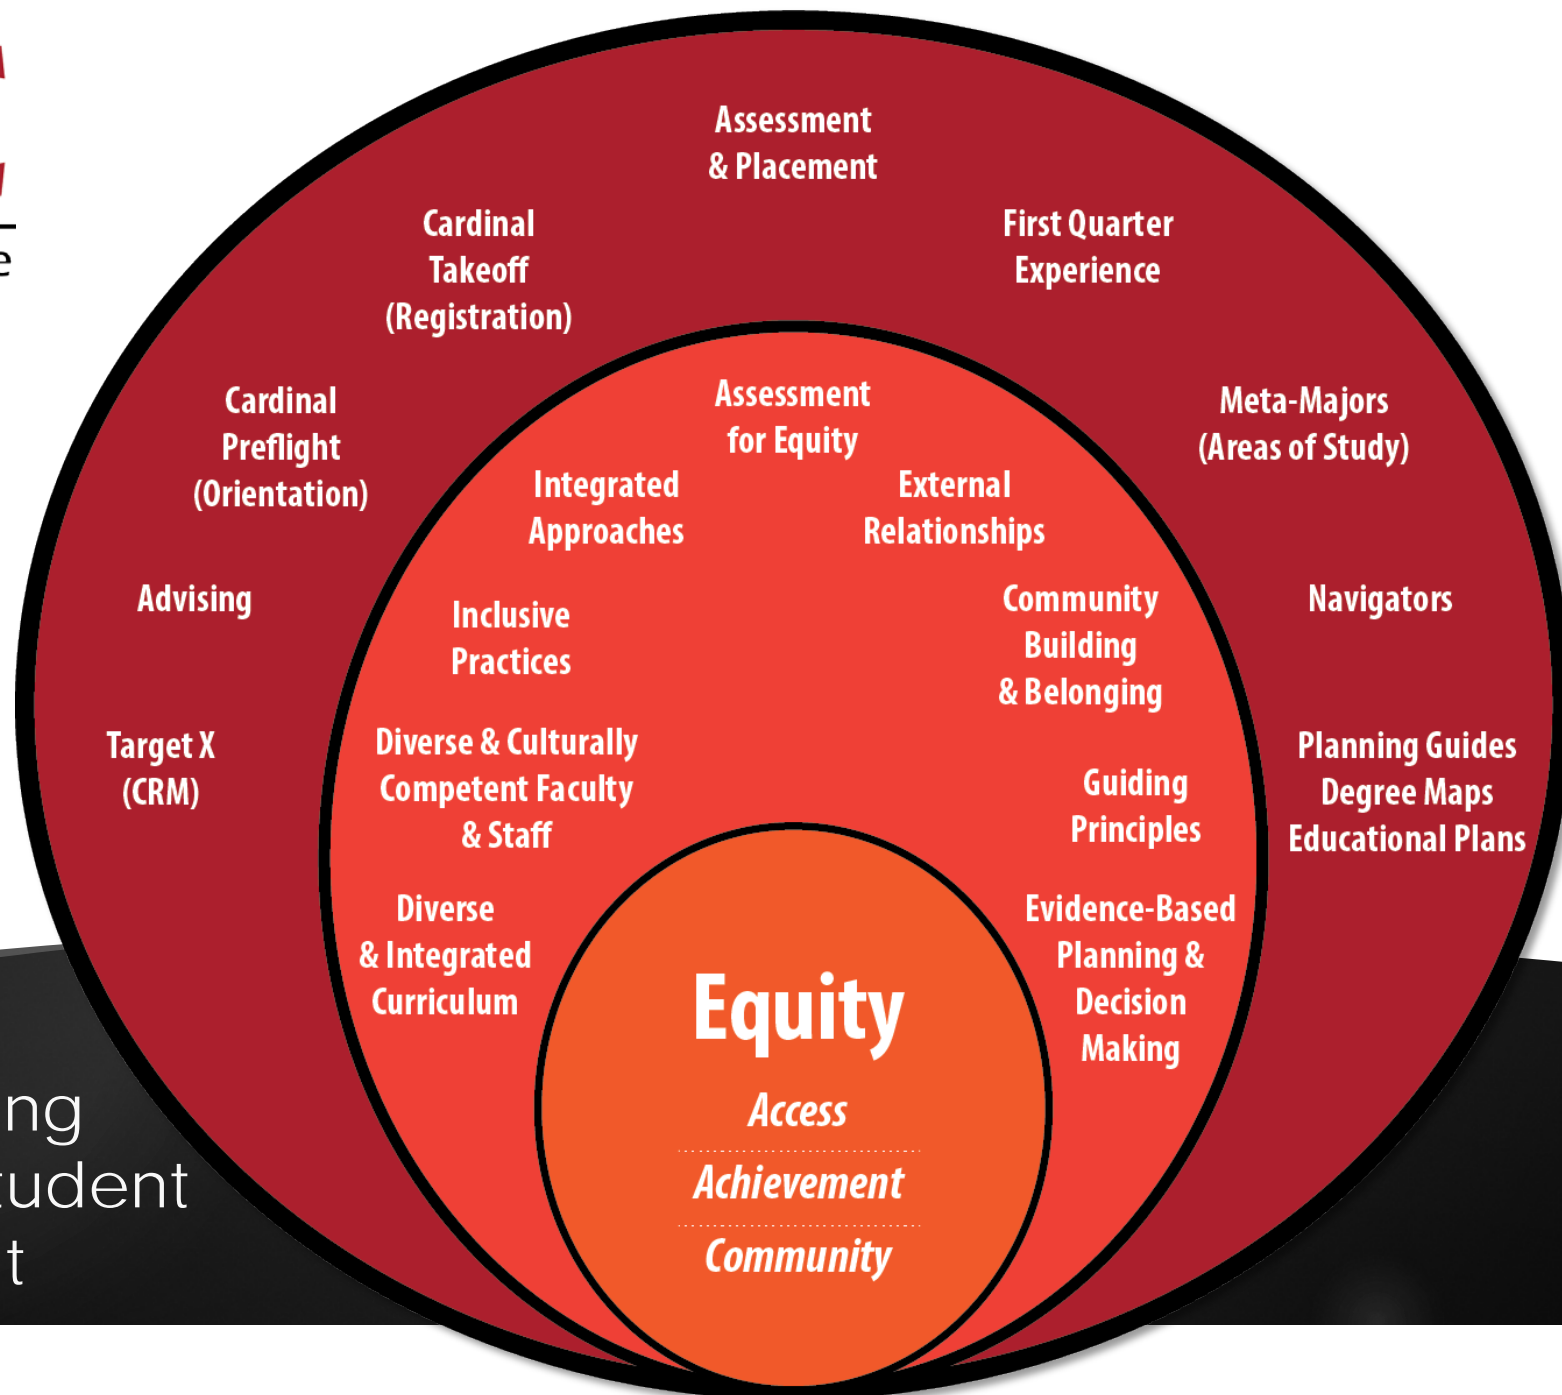 Assessment
& Placement
Cardinal
Takeoff
(Registration)
First Quarter
Experience
Cardinal
Preflight
(Orientation)
Meta-Majors
(Areas of Study)
Advising
Navigators
Target X
(CRM)
Planning Guides
Degree Maps
Educational Plans
Assessment
for Equity
Integrated
Approaches
External
Relationships
Inclusive
Practices
Community
Building
& Belonging
Diverse & Culturally
Competent Faculty
& Staff
Guiding
Principles
Diverse
& Integrated
Curriculum
Evidence-Based
Planning &
Decision
Making
Equity
Access
Achievement
Community